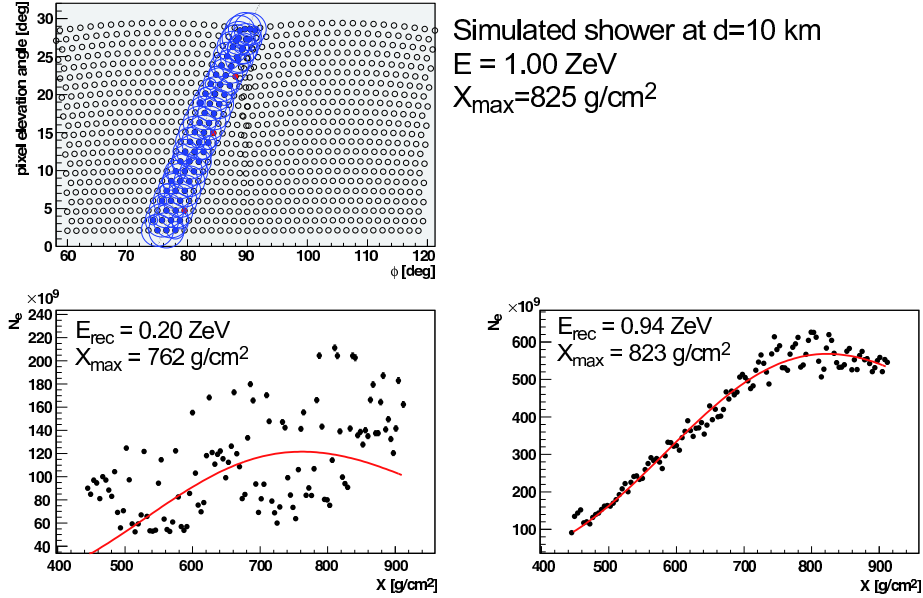 pixel elevation angle [deg]
30
25
20
15
10
5
0
60 70 80 90 100 110 120
ϕ [deg]
Simulated shower at d=10 km
E = 1.00 ZeV
Xmax=825 g/cm2
×10^9
Ne
240
220
200
180
160
140
120
100
80
60
40
Erec = 0.20 ZeV
Xmax = 762 g/cm2
400 500 600 700 800 900
X [g/cm2]
×10^9
Ne
600
500
400
300
200
100
Erec = 0.94 ZeV
Xmax = 823 g/cm2
400 500 600 700 800 900
X [g/cm2]